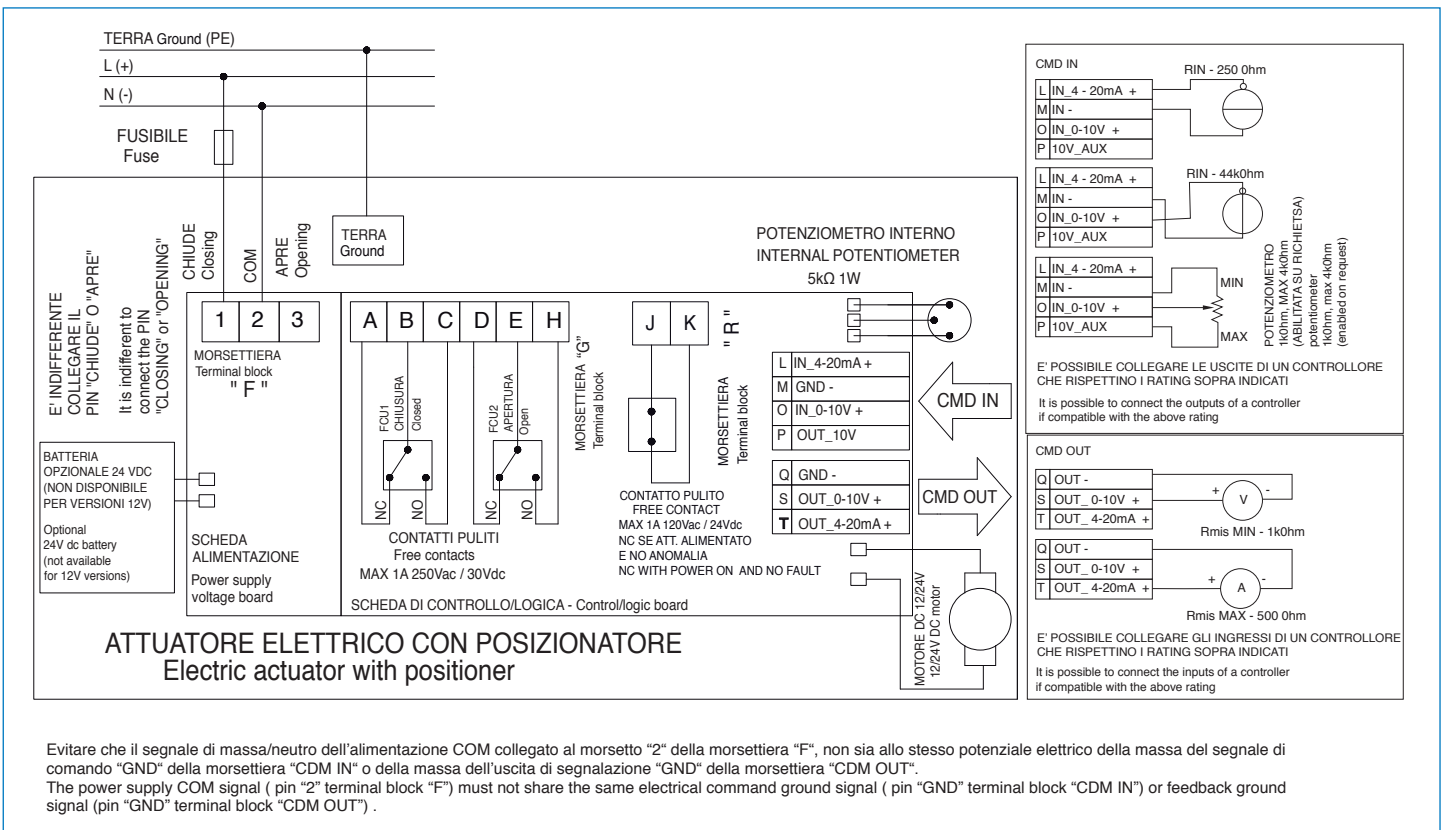 TERRA Ground (PE)
L (+)
N (-)
FUSIBILE
Fuse
CHIUDE
Closing
COM
APRE
Opening
TERRA
Ground
E' INDIFFERENTE
COLLEGARE IL
PIN "CHIUDE" O "APRE"
It is indifferent to
connect the PIN
"CLOSING" or "OPENING"
1 2 3
MORSETTIERA
Terminal block
" F "
BATTERIA
OPZIONALE 24 VDC
(NON DISPONIBILE
PER VERSIONI 12V)
Optional
24V dc battery
(not available
for 12V versions)
SCHEDA
ALIMENTAZIONE
Power supply
voltage board
A B C D E H
MORSETTIERA "G"
Terminal block
FCU1
CHIUSURA
Closed
FCU2
APERTURA
Open
NC
NO
NC
NO
CONTATTI PULITI
Free contacts
MAX 1A 250Vac / 30Vdc
SCHEDA DI CONTROLLO/LOGICA - Control/logic board
J K
" R "
MORSETTIERA
Terminal block
CONTATTO PULITO
FREE CONTACT
MAX 1A 120Vac / 24Vdc
NC SE ATT. ALIMENTATO
E NO ANOMALIA
NC WITH POWER ON AND NO FAULT
POTENZIOMETRO INTERNO
INTERNAL POTENTIOMETER
5kΩ 1W
L IN_4-20mA +
M GND -
O IN_0-10V +
P OUT_10V
CMD IN
Q GND -
S OUT_0-10V +
T OUT_4-20mA +
CMD OUT
MOTORE DC 12/24V
12/24V DC motor
ATTUATORE ELETTRICO CON POSIZIONATORE
Electric actuator with positioner
CMD IN
RIN - 250 0hm
L IN_4 - 20mA +
M IN -
O IN_0-10V +
P 10V_AUX
RIN - 44k0hm
L IN_4 - 20mA +
M IN -
O IN_0-10V +
P 10V_AUX
L IN_4 - 20mA +
M IN -
O IN_0-10V +
P 10V_AUX
MIN
MAX
POTENZIOMETRO
1k0hm, MAX 4k0hm
(ABILITATA SU RICHIETSA)
potentiometer
1k0hm, max 4k0hm
(enabled on request)
E' POSSIBILE COLLEGARE LE USCITE DI UN CONTROLLORE
CHE RISPETTINO I RATING SOPRA INDICATI
It is possible to connect the outputs of a controller
if compatible with the above rating
CMD OUT
Q OUT -
S OUT_ 0-10V +
T OUT_ 4-20mA +
+ V -
Rmis MIN - 1k0hm
Q OUT -
S OUT_ 0-10V +
T OUT_ 4-20mA +
+ A -
Rmis MAX - 500 0hm
E' POSSIBILE COLLEGARE GLI INGRESSI DI UN CONTROLLORE
CHE RISPETTINO I RATING SOPRA INDICATI
It is possible to connect the inputs of a controller
if compatible with the above rating
Evitare che il segnale di massa/neutro dell'alimentazione COM collegato al morsetto "2" della morsettiera "F", non sia allo stesso potenziale elettrico della massa del segnale di
comando "GND" della morsettiera "CDM IN" o della massa dell'uscita di segnalazione "GND" della morsettiera "CDM OUT".
The power supply COM signal ( pin "2" terminal block "F") must not share the same electrical command ground signal ( pin "GND" terminal block "CDM IN") or feedback ground
signal (pin "GND" terminal block "CDM OUT") .